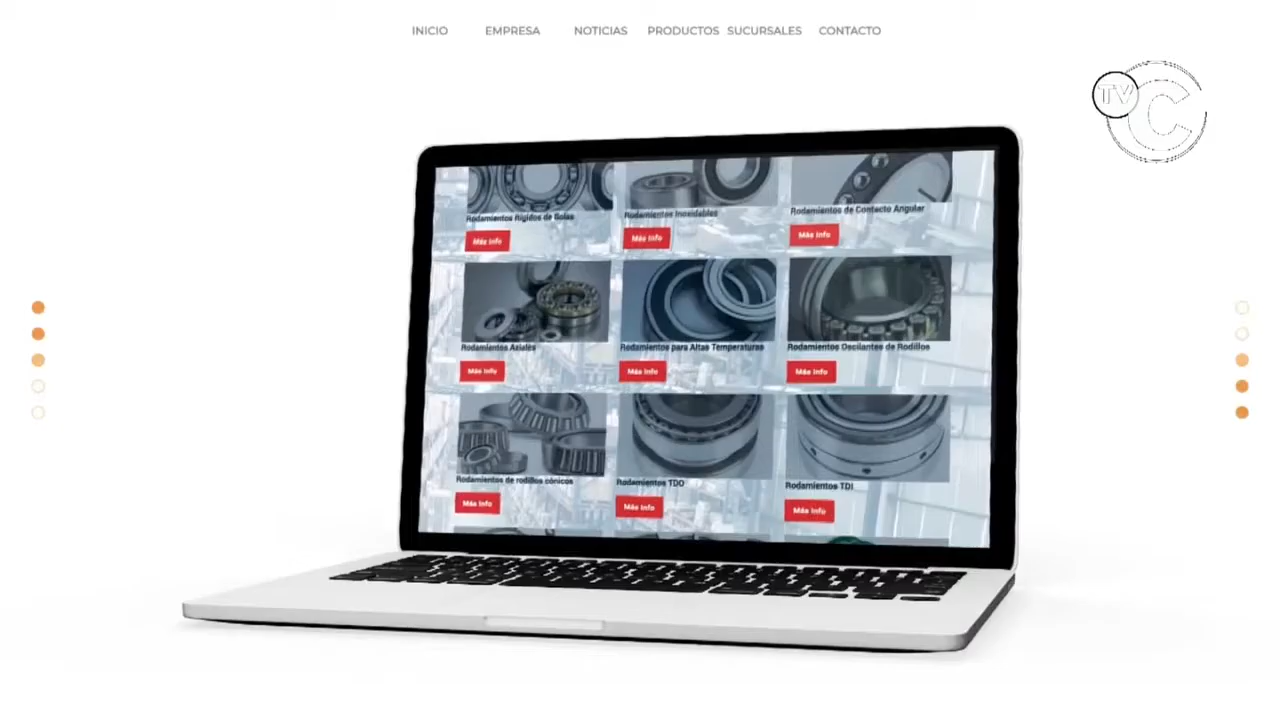 INICIO EMPRESA NOTICIAS PRODUCTOS SUCURSALES CONTACTO
TV C
Rodamientos Rígidos de Bolas
Rodamientos Inoxidables
Rodamientos de Contacto Angular
Más Info
Más Info
Más Info
Rodamientos Axiales
Rodamientos para Altas Temperaturas
Rodamientos Oscilantes de Rodillos
Más Info
Más Info
Más Info
Rodamientos de rodillos cónicos
Rodamientos TDO
Rodamientos TDI
Más Info
Más Info
Más Info